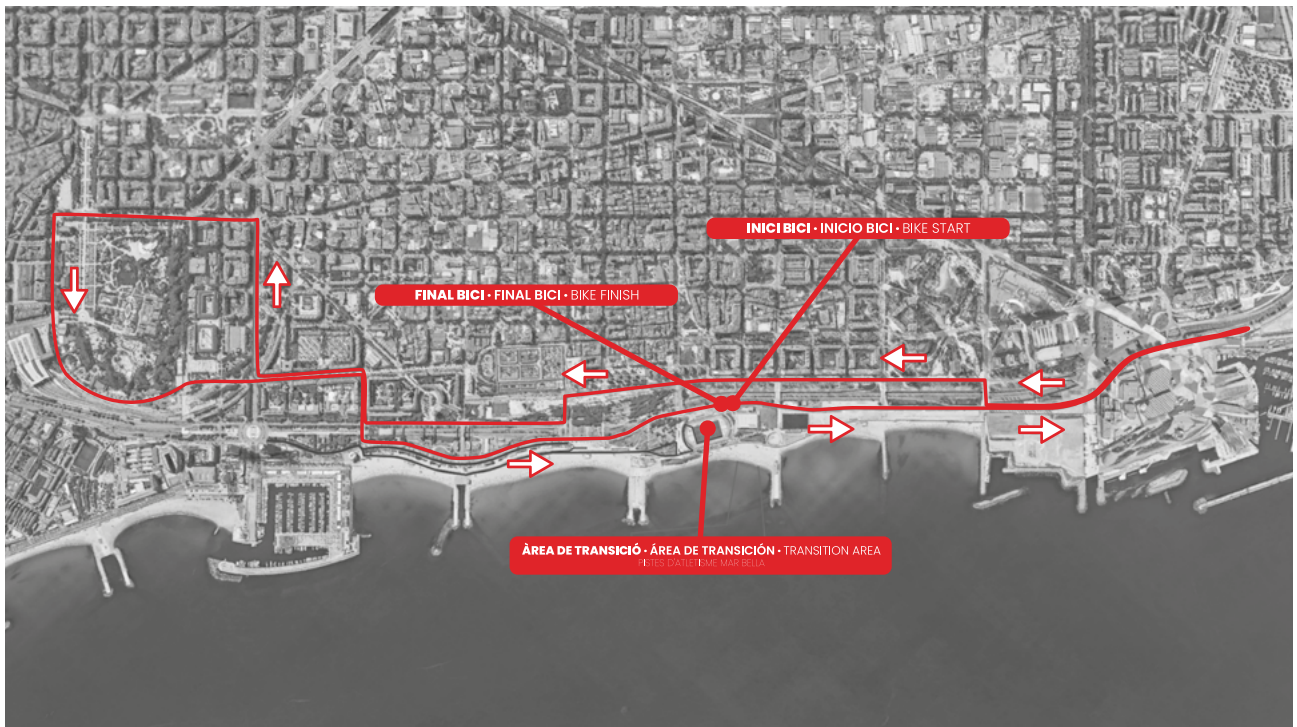 INICI BICI • INICIO BICI • BIKE START
FINAL BICI • FINAL BICI • BIKE FINISH
ÀREA DE TRANSICIÓ • ÁREA DE TRANSICIÓN • TRANSITION AREA
PISTES D'ATLETISME MAR BELLA